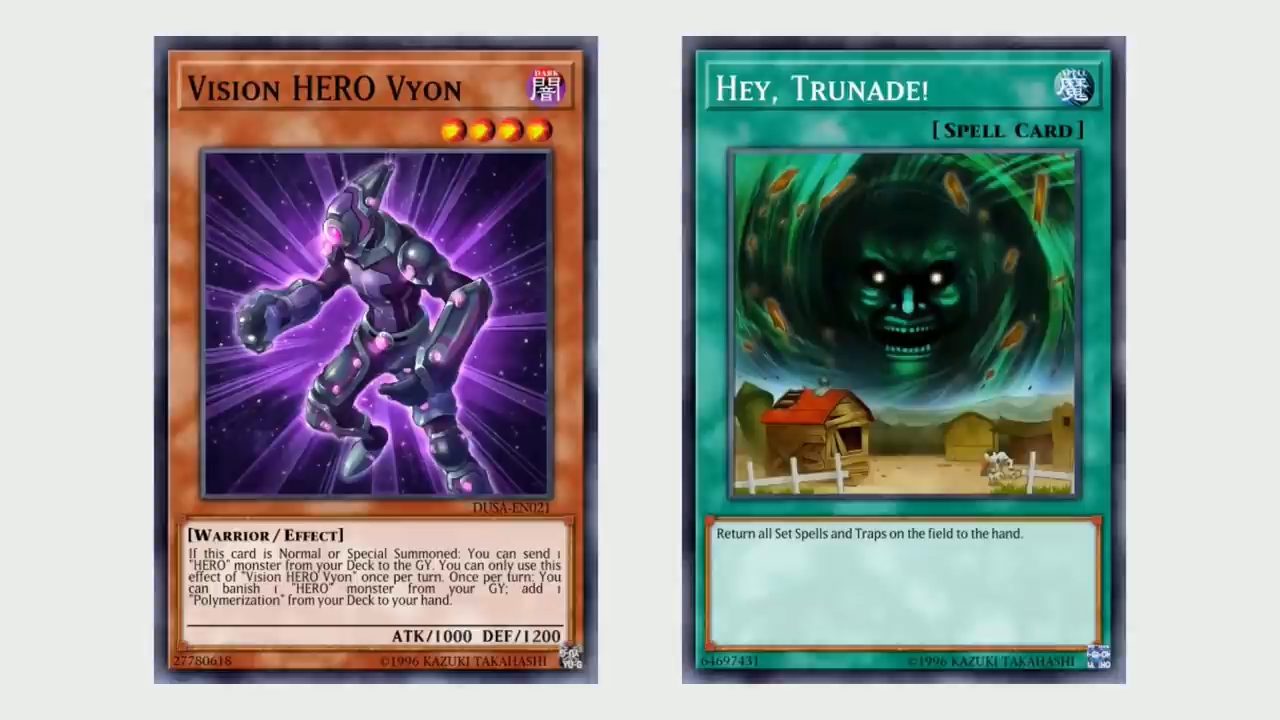 VISION HERO VYON
DARK
闇
DUSA-EN021
[WARRIOR/EFFECT]
If this card is Normal or Special Summoned: You can send 1
"HERO" monster from your Deck to the GY. You can only use this
effect of "Vision HERO Vyon" once per turn. Once per turn: You
can banish 1 "HERO" monster from your GY; add 1
"Polymerization" from your Deck to your hand.
ATK/1000 DEF/1200
27780618
©1996 KAZUKI TAKAHASHI
HEY, TRUNADE!
SPELL
魔
[SPELL CARD]
Return all Set Spells and Traps on the field to the hand.
64697431
©1996 KAZUKI TAKAHASHI